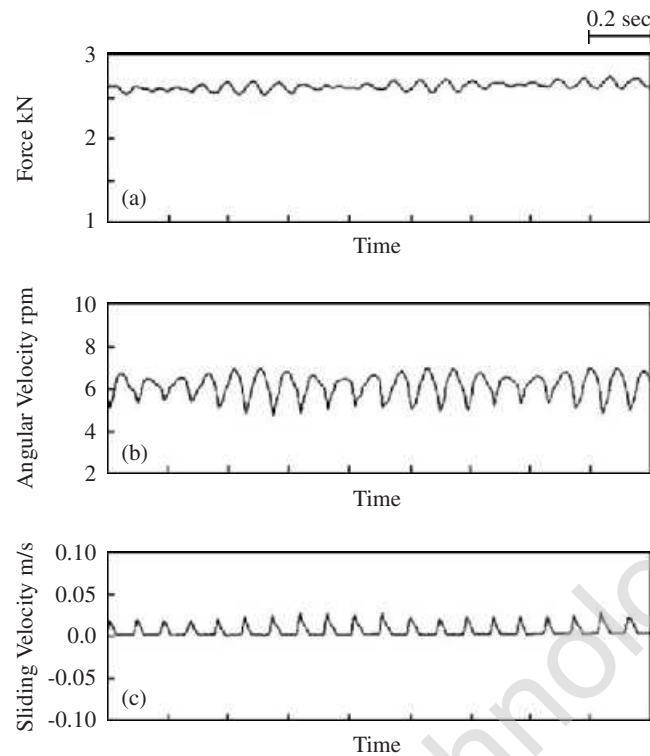 0.2 sec
3
2
1
Force kN
(a)
Time
10
8
6
4
2
Angular Velocity rpm
(b)
Time
0.10
0.05
0.0
-0.05
-0.10
Sliding Velocity m/s
(c)
Time